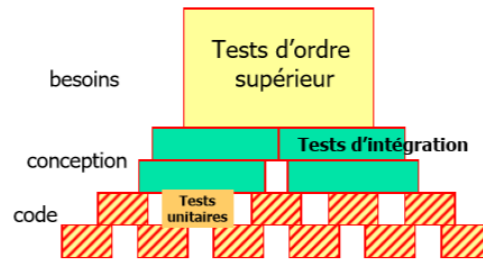 Tests d'ordre
supérieur
besoins
Tests d'intégration
conception
Tests
unitaires
code